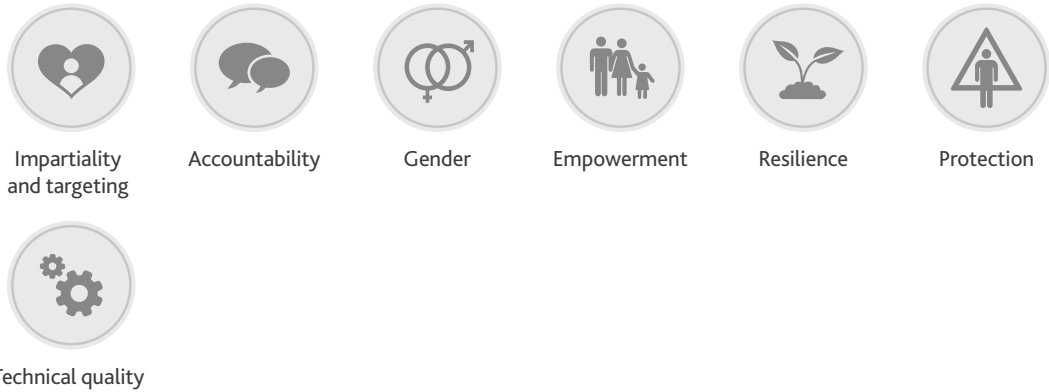 Impartiality
and targeting
Accountability
Gender
Empowerment
Resilience
Protection
Technical quality